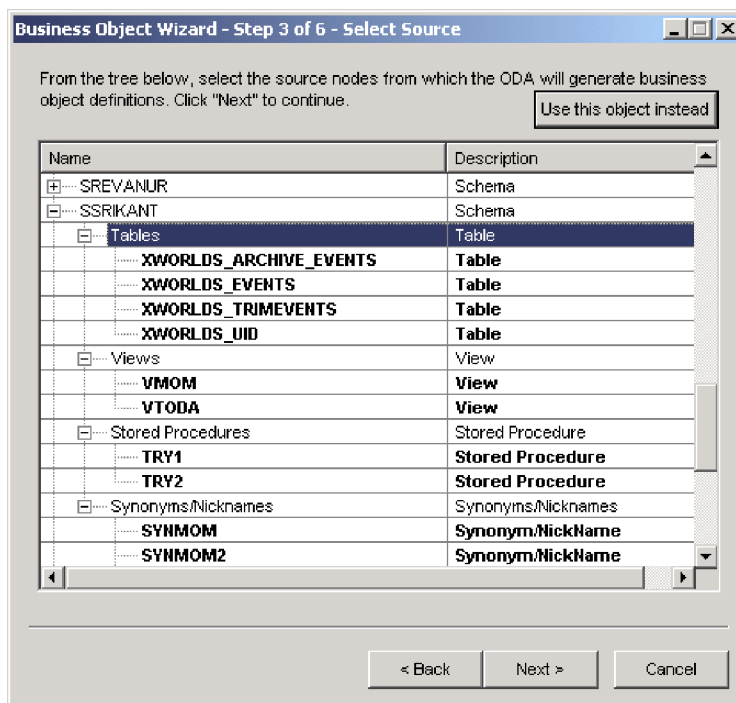 Business Object Wizard - Step 3 of 6 - Select Source
From the tree below, select the source nodes from which the ODA will generate business
object definitions. Click "Next" to continue.
Use this object instead
Name Description
SREVANUR Schema
SSRIKANT Schema
Tables Table
XWORLDS_ARCHIVE_EVENTS Table
XWORLDS_EVENTS Table
XWORLDS_TRIMEVENTS Table
XWORLDS_UID Table
Views View
VMOM View
VTODA View
Stored Procedures Stored Procedure
TRY1 Stored Procedure
TRY2 Stored Procedure
Synonyms/Nicknames Synonyms/Nicknames
SYNMOM Synonym/NickName
SYNMOM2 Synonym/NickName
< Back Next > Cancel